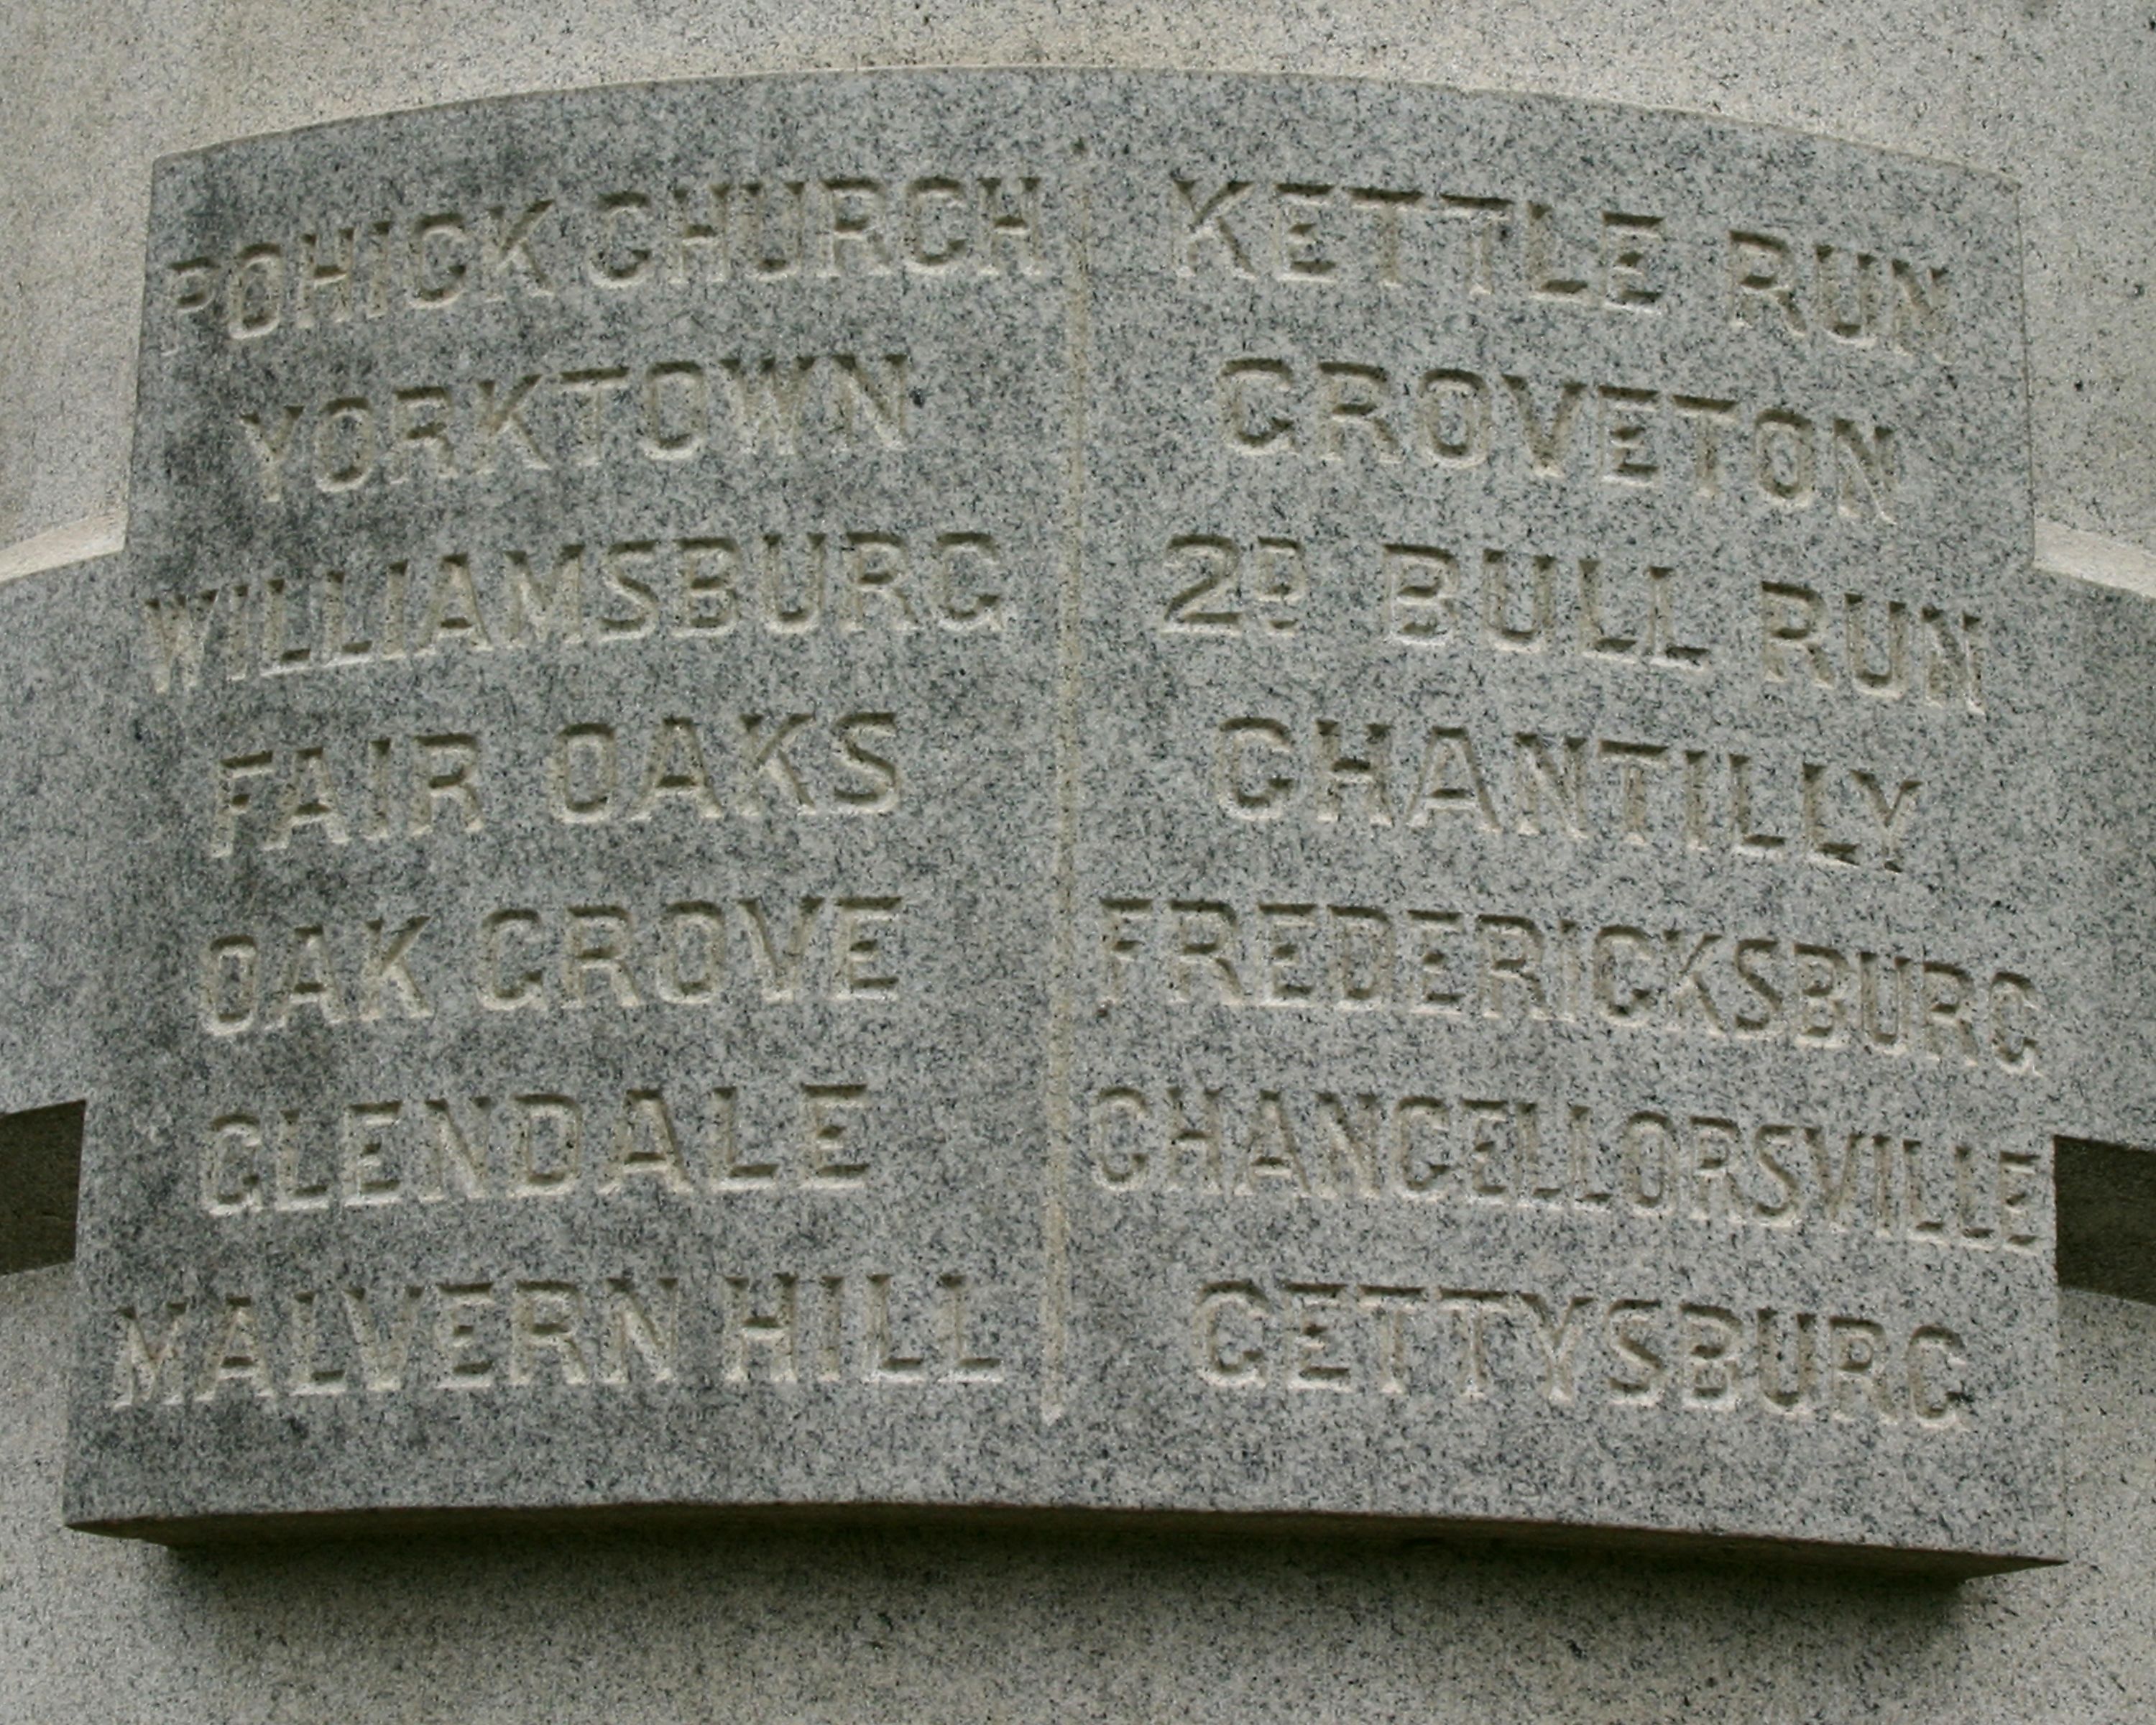 POHICK CHURCH
YORKTOWN
WILLIAMSBURG
FAIR OAKS
OAK GROVE
GLENDALE
MALVERN HILL
KETTLE RUN
GROVETON
2D BULL RUN
CHANTILLY
FREDERICKSBURG
CHANCELLORSVILLE
GETTYSBURG